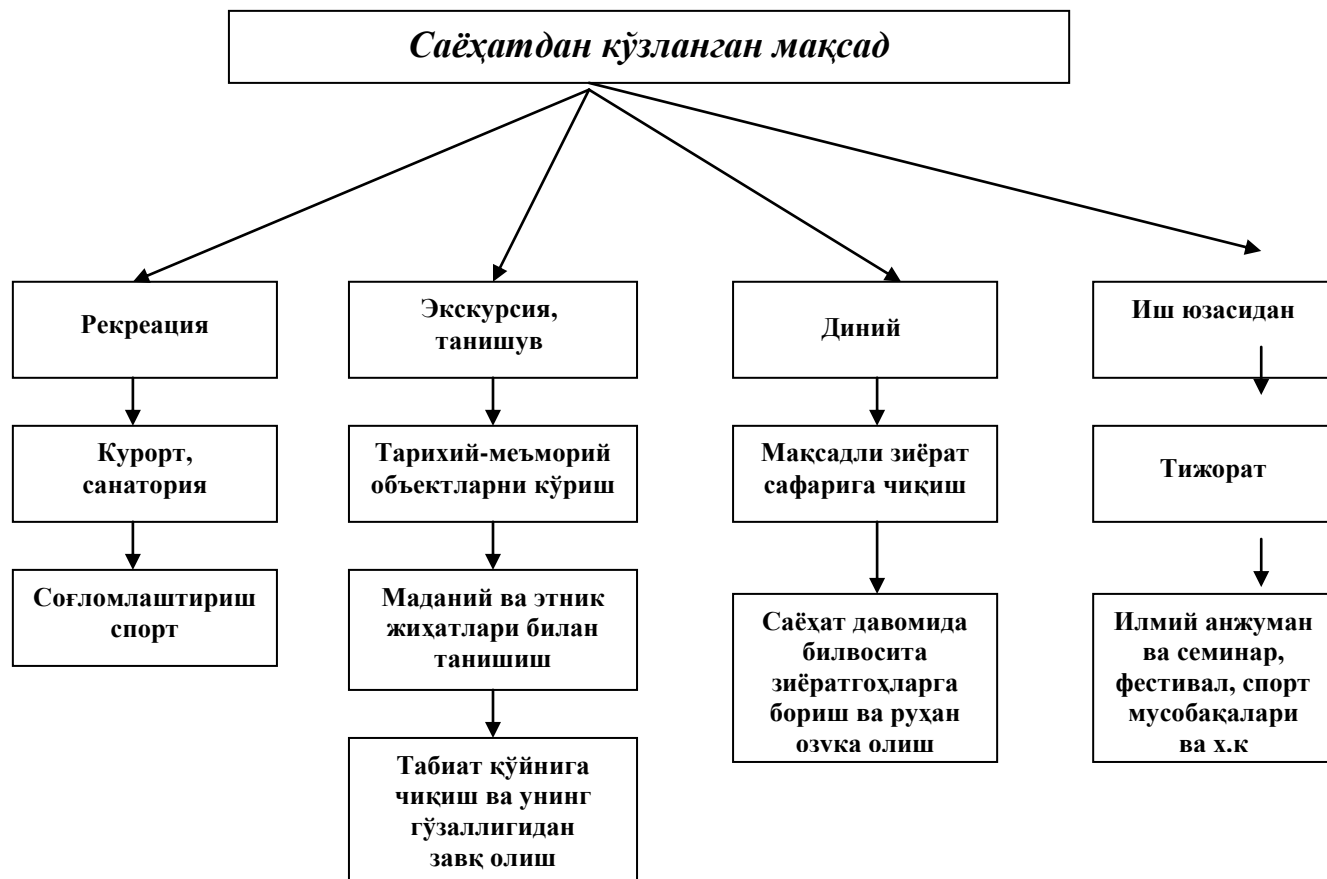 Саёҳатдан кўзланган мақсад
Рекреация
Экскурсия,
танишув
Диний
Иш юзасидан
Курорт,
санатория
Тарихий-меъморий
объектларни кўриш
Мақсадли зиёрат
сафарига чиқиш
Тижорат
Соғломлаштириш
спорт
Маданий ва этник
жиҳатлари билан
танишиш
Саёҳат давомида
билвосита
зиёратгоҳларга
бориш ва руҳан
озука олиш
Илмий анжуман
ва семинар,
фестивал, спорт
мусобақалари
ва х.к
Табиат қўйнига
чиқиш ва унинг
гўзаллигидан
завқ олиш